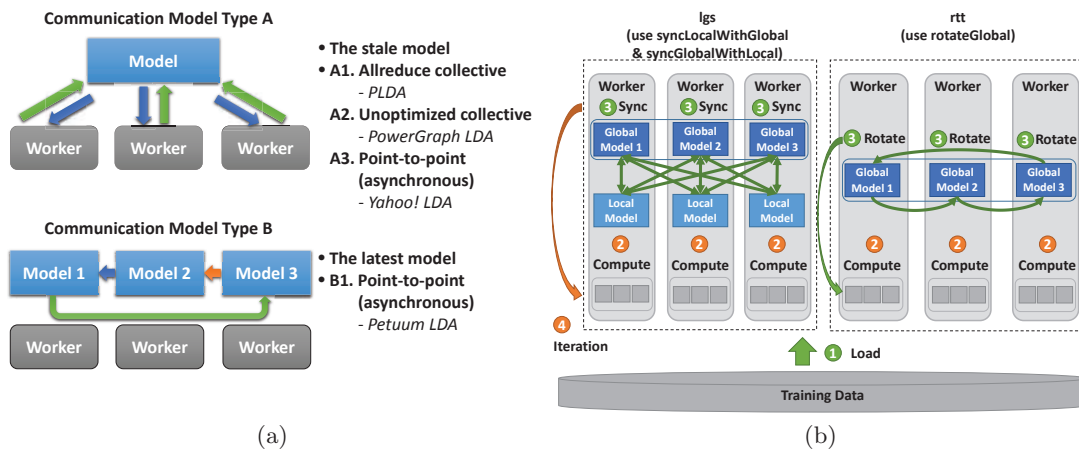 Communication Model Type A
Model
Worker
Worker
Worker
• The stale model
• A1. Allreduce collective
- PLDA
A2. Unoptimized collective
- PowerGraph LDA
A3. Point-to-point
(asynchronous)
- Yahoo! LDA
Communication Model Type B
Model 1
Model 2
Model 3
Worker
Worker
Worker
• The latest model
• B1. Point-to-point
(asynchronous)
- Petuum LDA
(a)
lgs
(use syncLocalWithGlobal
& syncGlobalWithLocal)
Worker
Worker
Worker
3 Sync
3 Sync
3 Sync
Global
Model 1
Global
Model 2
Global
Model 3
Local
Model
Local
Model
Local
Model
2
2
2
Compute
Compute
Compute
4
Iteration
rtt
(use rotateGlobal)
Worker
Worker
Worker
3 Rotate
3 Rotate
3 Rotate
Global
Model 1
Global
Model 2
Global
Model 3
2
2
2
Compute
Compute
Compute
1 Load
Training Data
(b)